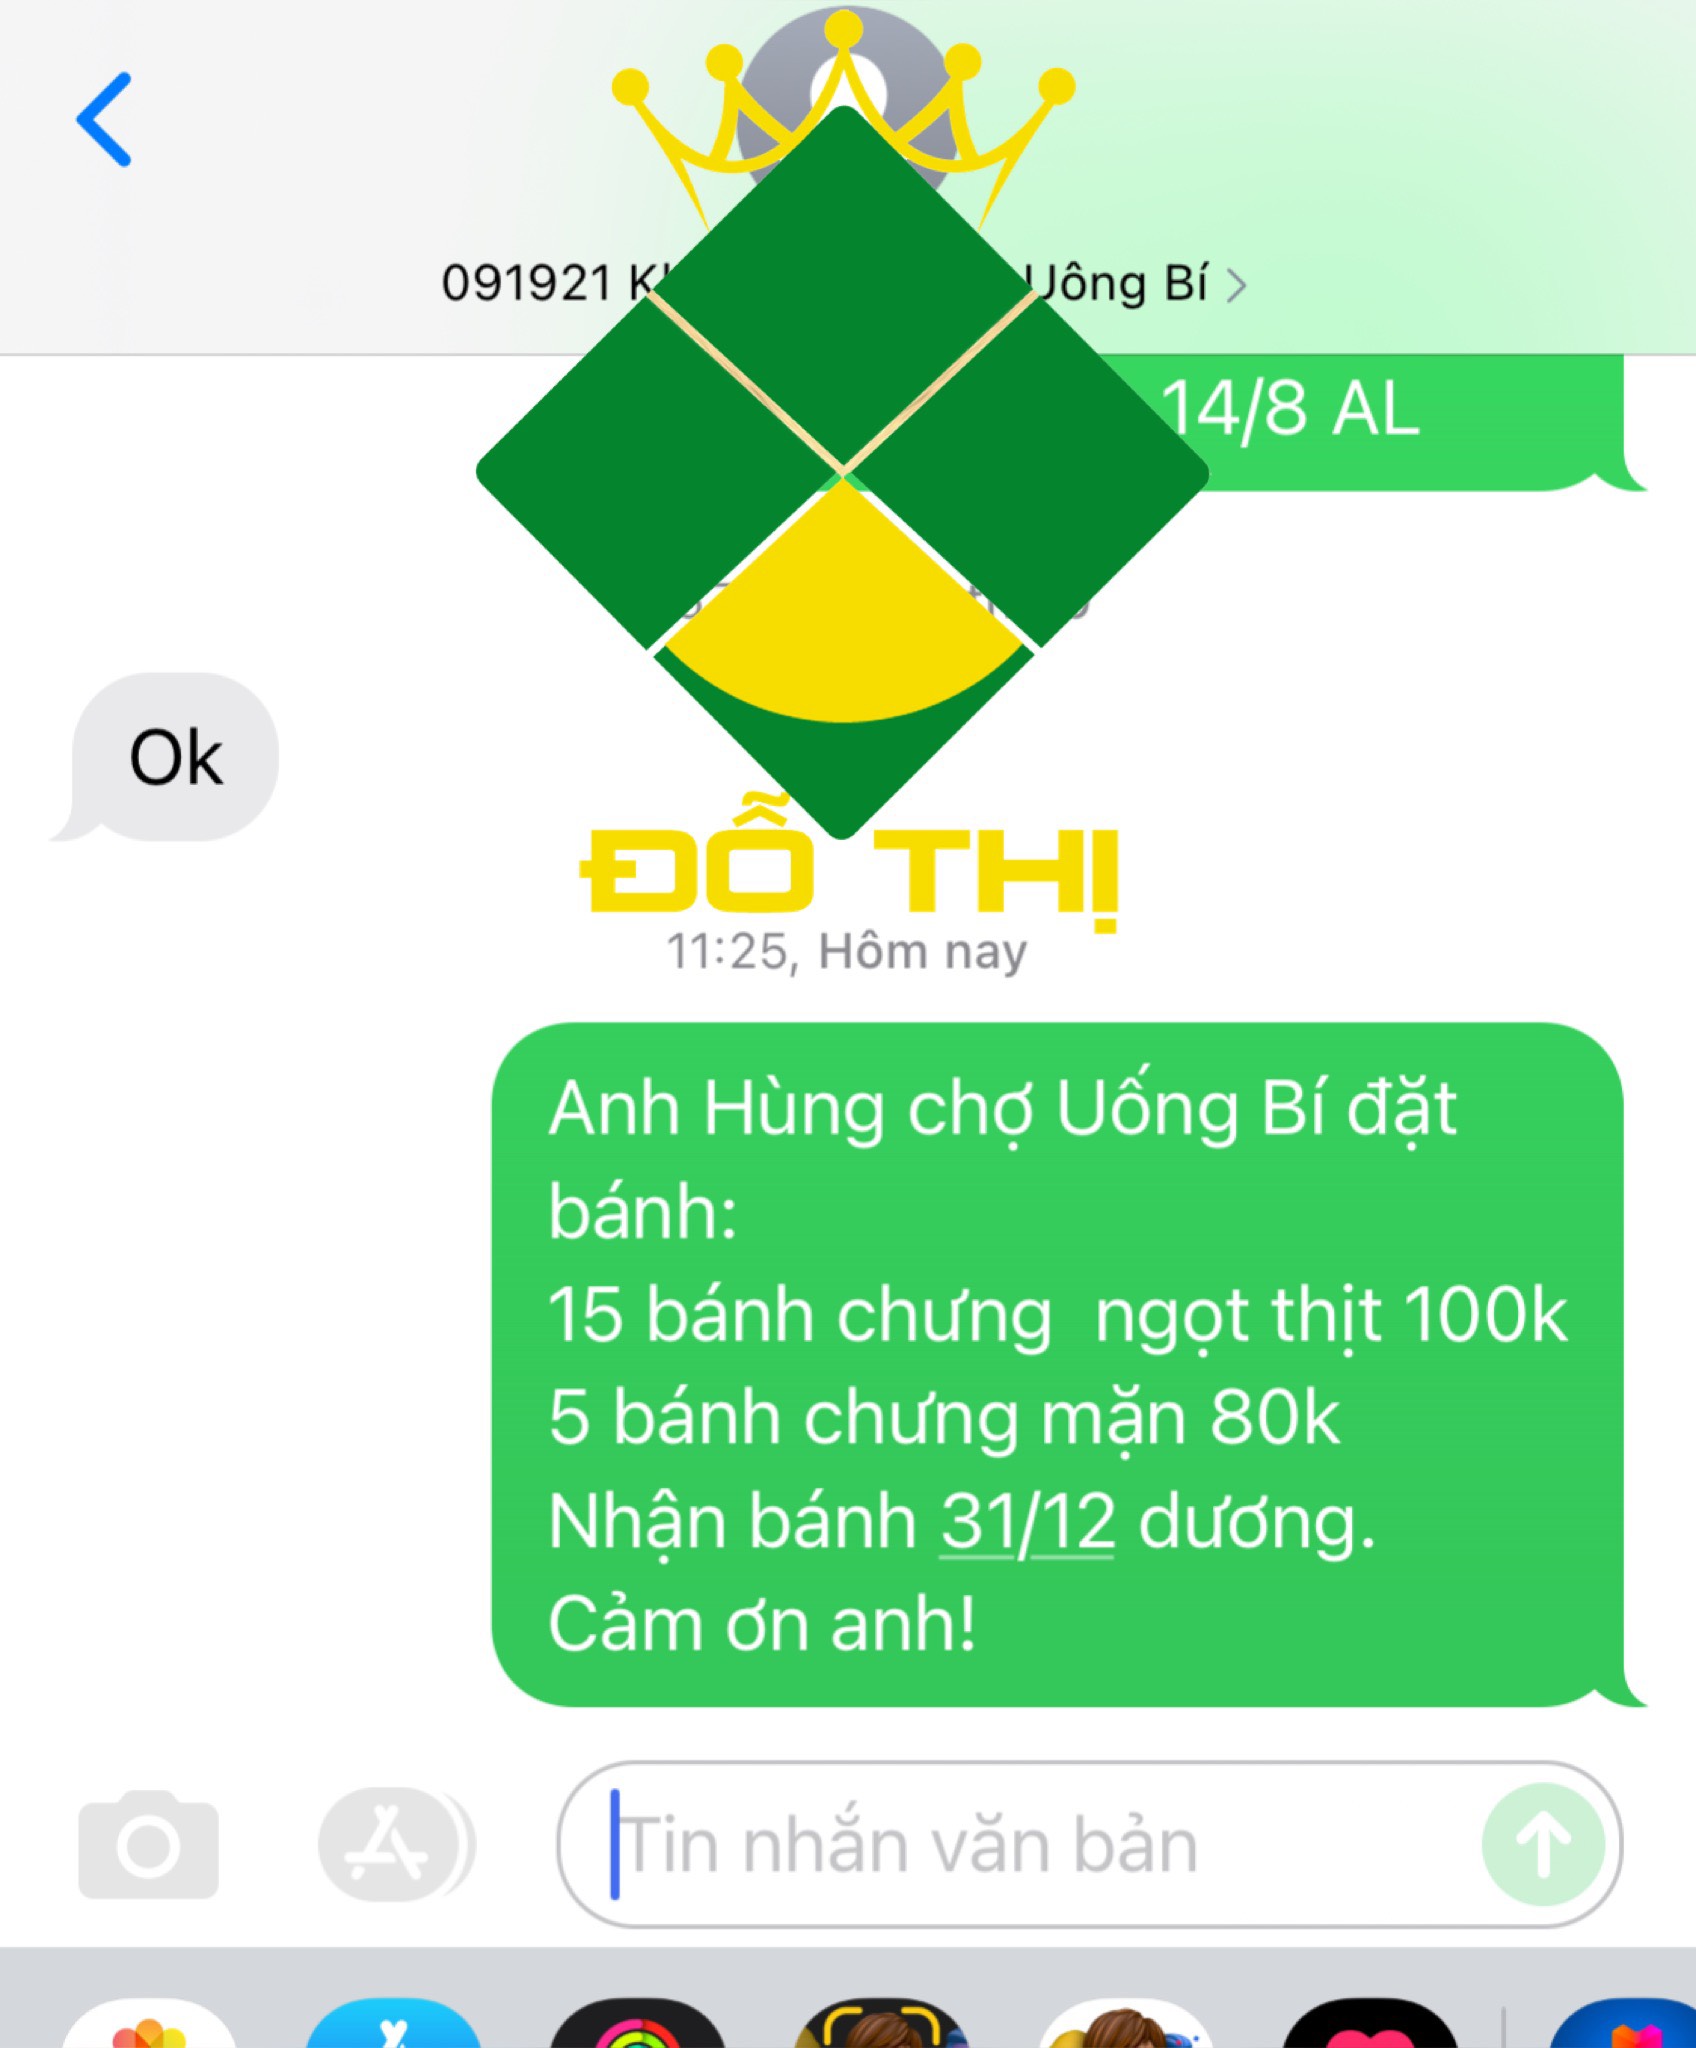 091921
Uông Bí
14/8 AL
Ok
ĐỖ THỊ
11:25, Hôm nay
Anh Hùng chợ Uống Bí đặt
bánh:
15 bánh chưng  ngọt thịt 100k
5 bánh chưng mặn 80k
Nhận bánh 31/12 dương.
Cảm ơn anh!
Tin nhắn văn bản